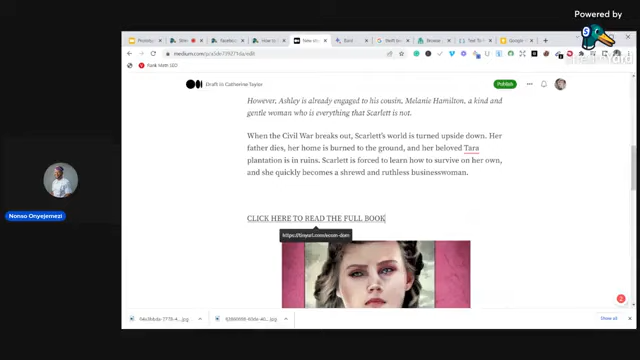 Powered by
Draft in Catherine Taylor
Publish
However, Ashley is already engaged to his cousin, Melanie Hamilton, a kind and
gentle woman who is everything that Scarlett is not.
When the Civil War breaks out, Scarlett's world is turned upside down. Her
father dies, her home is burned to the ground, and her beloved Tara
plantation is in ruins. Scarlett is forced to learn how to survive on her own,
and she quickly becomes a shrewd and ruthless businesswoman.
Nonso Onyejemezi
CLICK HERE TO READ THE FULL BOOK
2
Show all